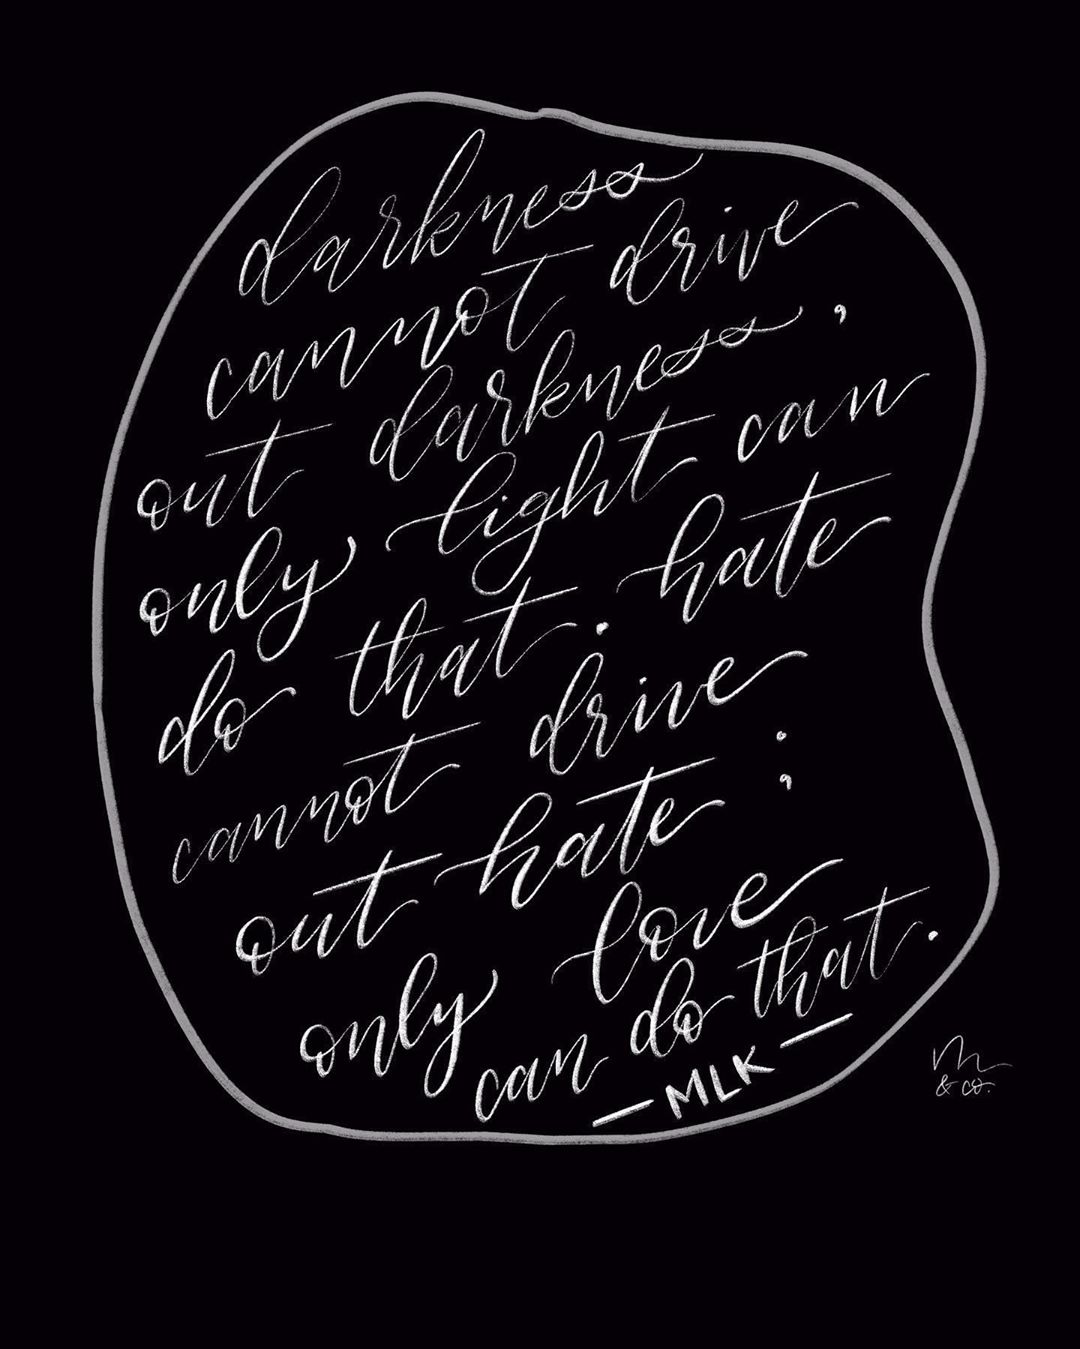 darkness
cannot drive
out darkness,
only light can
do that. hate
cannot drive
out hate;
only love
can do that.
— MLK —
m
& co.